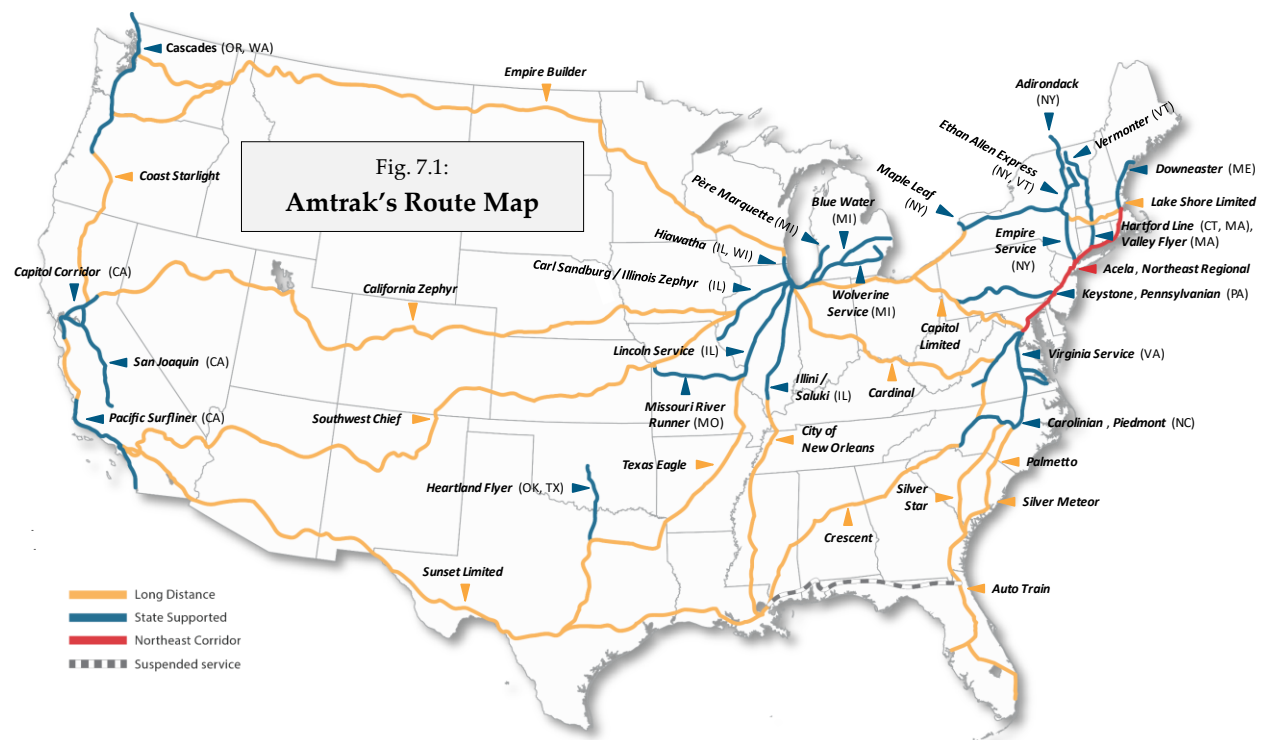 Cascades (OR, WA)
Empire Builder
Adirondack
(NY)
Vermonter (VT)
Ethan Allen Express
(NY, VT)
Fig. 7.1:
Amtrak's Route Map
Coast Starlight
Père Marquette (MI)
Blue Water
(MI)
Maple Leaf
(NY)
Downeaster (ME)
Lake Shore Limited
Hartford Line (CT, MA),
Valley Flyer (MA)
Empire
Service
(NY)
Hiawatha (IL, WI)
Carl Sandburg / Illinois Zephyr (IL)
Capitol Corridor (CA)
California Zephyr
Wolverine
Service (MI)
Acela, Northeast Regional
Keystone, Pennsylvanian (PA)
Capitol
Limited
San Joaquin (CA)
Lincoln Service (IL)
Virginia Service (VA)
Illini /
Saluki (IL)
Cardinal
Missouri River
Runner (MO)
Pacific Surfliner (CA)
Southwest Chief
Carolinian , Piedmont (NC)
City of
New Orleans
Texas Eagle
Palmetto
Heartland Flyer (OK, TX)
Silver
Star
Silver Meteor
Crescent
Sunset Limited
Auto Train
Long Distance
State Supported
Northeast Corridor
Suspended service